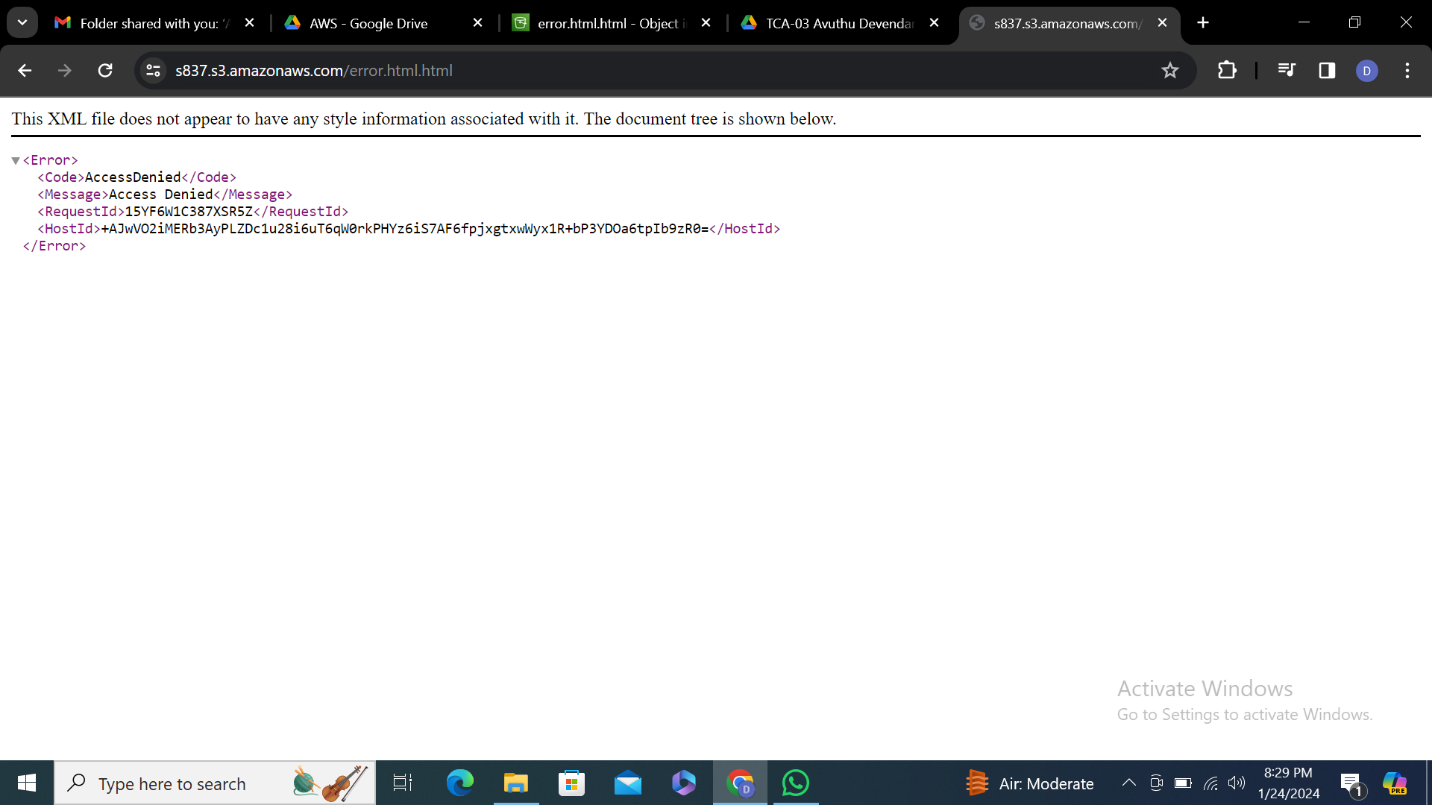 Folder shared with you: 'A
AWS - Google Drive
error.html.html - Object i
TCA-03 Avuthu Devendar
s837.s3.amazonaws.com/
s837.s3.amazonaws.com/error.html.html
D
This XML file does not appear to have any style information associated with it. The document tree is shown below.
<Error>
<Code>AccessDenied</Code>
<Message>Access Denied</Message>
<RequestId>15YF6W1C387XSR5Z</RequestId>
<HostId>+AJwVO2iMERb3AyPLZDc1u28i6uT6qW0rkPHYz6iS7AF6fpjxgtxwWyx1R+bP3YDOa6tpIb9zR0=</HostId>
</Error>
Activate Windows
Go to Settings to activate Windows.
Type here to search
D
Air: Moderate
8:29 PM
1/24/2024
1
PRE